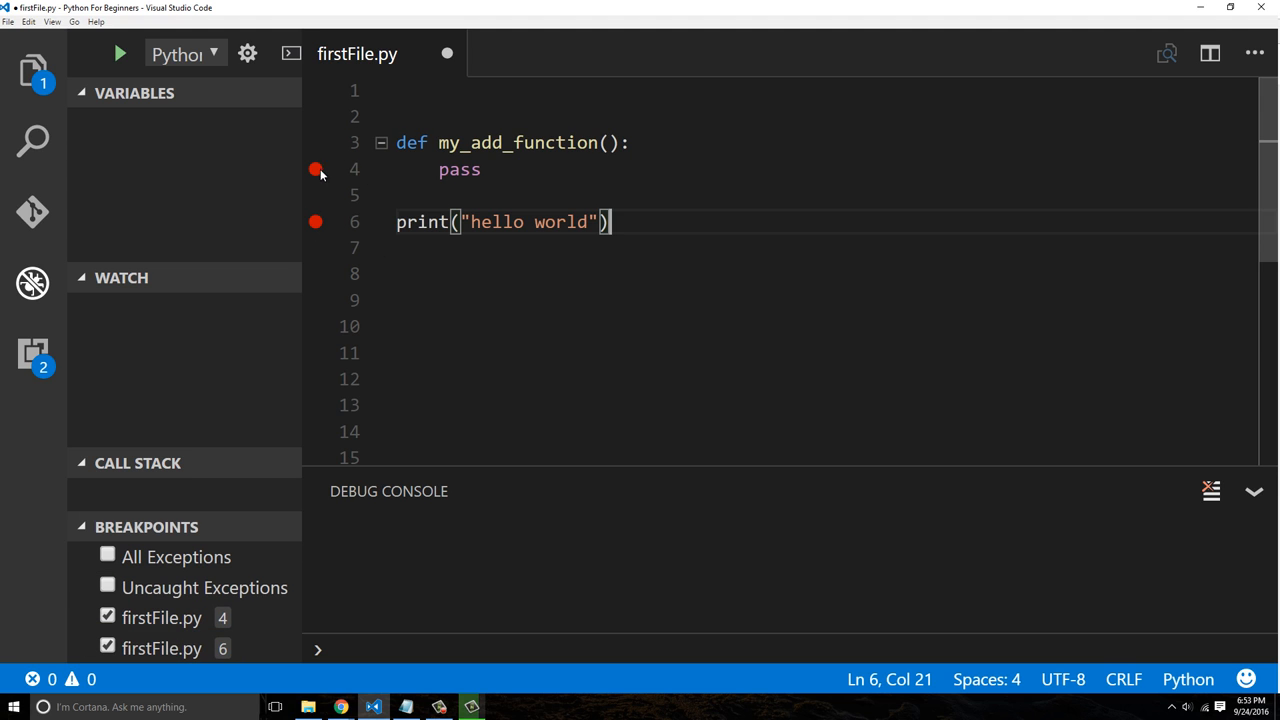 ● firstFile.py - Python For Beginners - Visual Studio Code
File Edit View Go Help
Python
firstFile.py
1
VARIABLES
WATCH
2
CALL STACK
BREAKPOINTS
All Exceptions
Uncaught Exceptions
firstFile.py 4
firstFile.py 6
1
2
3 def my_add_function():
4 pass
5
6 print("hello world")
7
8
9
10
11
12
13
14
15
DEBUG CONSOLE
0 0
Ln 6, Col 21 Spaces: 4 UTF-8 CRLF Python
I'm Cortana. Ask me anything.
6:53 PM
9/24/2016